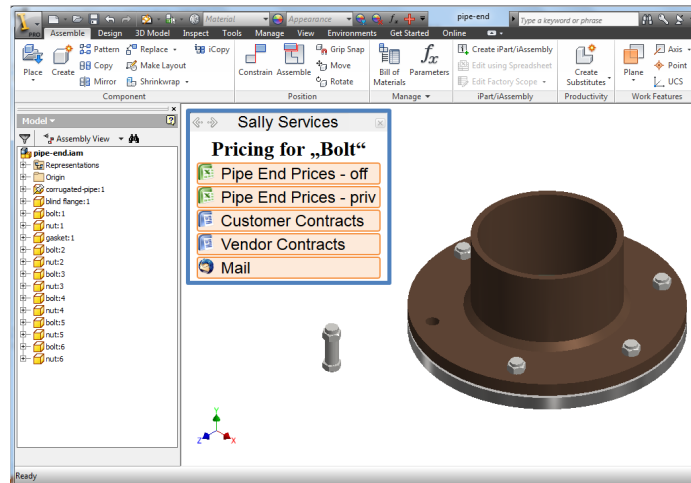 PRO
Material
Appearance
pipe-end
Type a keyword or phrase
Assemble Design 3D Model Inspect Tools Manage View Environments Get Started Online
Place
Create
Pattern
Copy
Mirror
Replace
Make Layout
Shrinkwrap
iCopy
Component
Constrain
Assemble
Grip Snap
Move
Rotate
Position
Bill of Materials
fx
Parameters
Manage
Create iPart/iAssembly
Edit using Spreadsheet
Edit Factory Scope
iPart/iAssembly
Create
Substitutes
Productivity
Plane
Axis
Point
UCS
Work Features
Model
Assembly View
pipe-end.iam
Representations
Origin
corrugated-pipe:1
blind flange:1
bolt:1
nut:1
gasket:1
bolt:2
nut:2
bolt:3
nut:3
bolt:4
nut:4
bolt:5
nut:5
bolt:6
nut:6
Sally Services
Pricing for „Bolt“
Pipe End Prices - off
Pipe End Prices - priv
Customer Contracts
Vendor Contracts
Mail
Y
Z
X
Ready